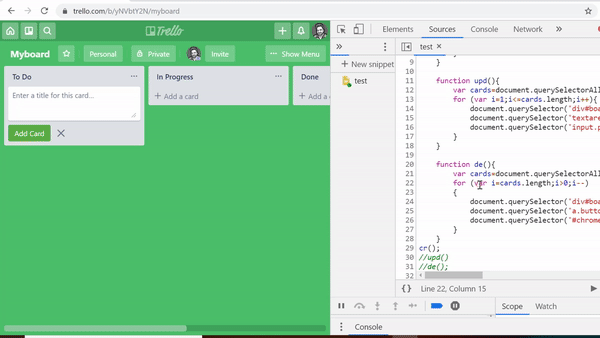 trello.com/b/yNVbtY2N/myboard
Trello
Myboard
Personal
Private
Invite
Show Menu
To Do
Enter a title for this card...
Add Card
In Progress
+ Add a card
Done
+ Add a
Elements
Sources
Console
Network
»
+ New snippet
test
test
9
10 }
11 function upd(){
12 var cards=document.querySelectorAll
13 for (var i=1;i<=cards.length;i++){
14 document.querySelector('div#boa
15 document.querySelector('textare
16 document.querySelector('input.p
17 }
18 }
19
20 function de(){
21 var cards=document.querySelectorAll
22 for (var i=cards.length;i>0;i--)
23 {
24 document.querySelector('div#boa
25 document.querySelector('a.butto
26 document.querySelector('#chrome
27 }
28 }
29 cr();
30 //upd()
31 //de();
32
{} Line 22, Column 15
Scope
Watch
Console